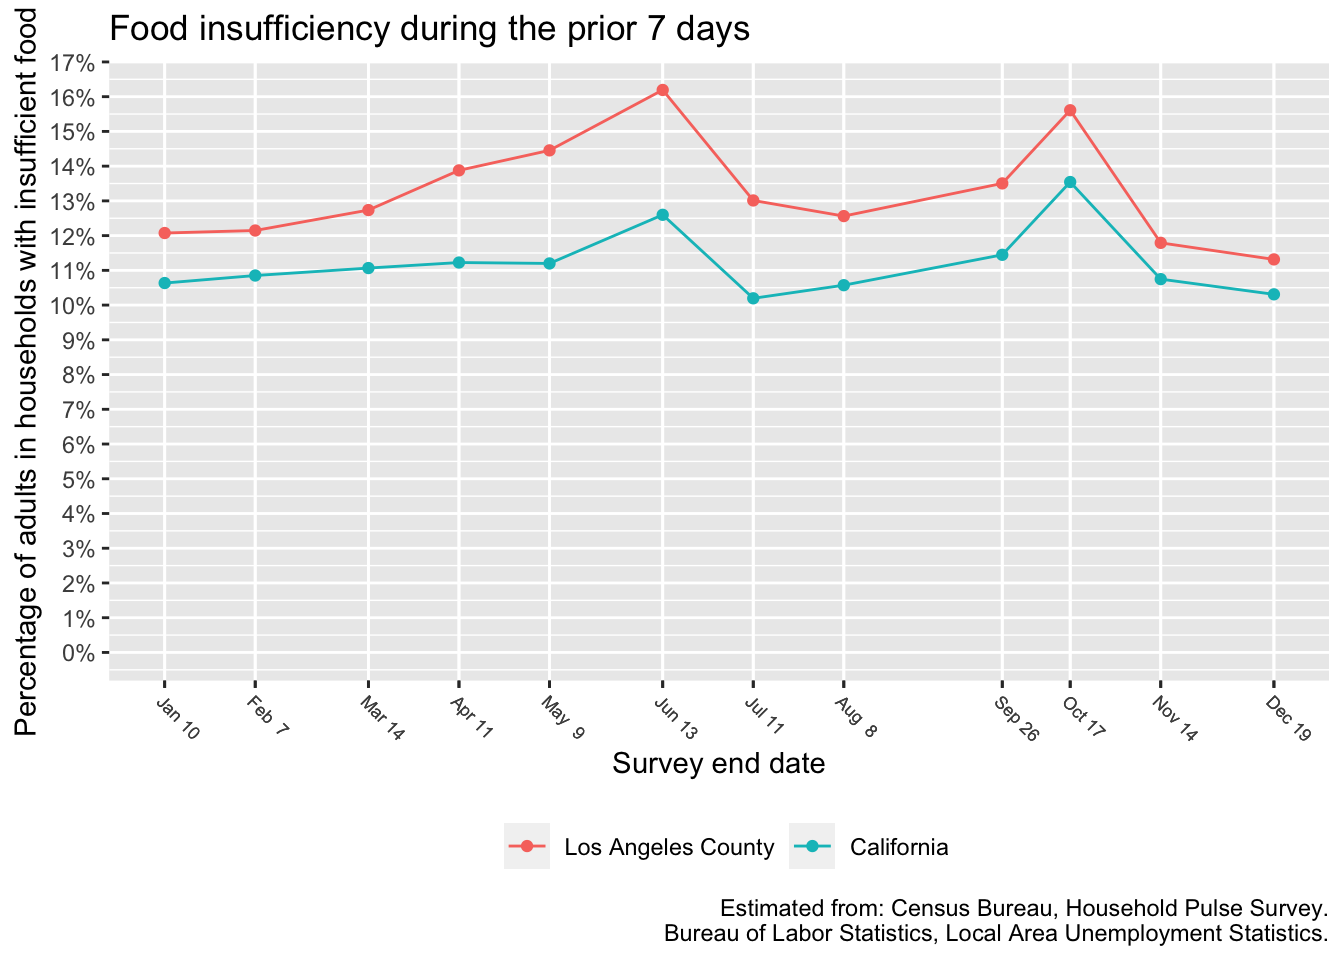 Food insufficiency during the prior 7 days
Percentage of adults in households with insufficient food
17%
16%
15%
14%
13%
12%
11%
10%
9%
8%
7%
6%
5%
4%
3%
2%
1%
0%
Jan 10
Feb 7
Mar 14
Apr 11
May 9
Jun 13
Jul 11
Aug 8
Sep 26
Oct 17
Nov 14
Dec 19
Survey end date
Los Angeles County
California
Estimated from: Census Bureau, Household Pulse Survey.
Bureau of Labor Statistics, Local Area Unemployment Statistics.